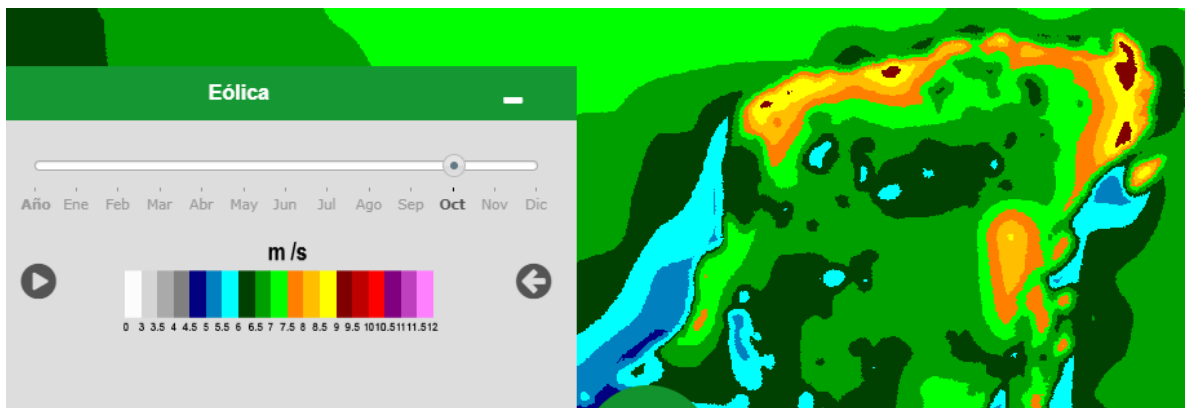 Eólica
Año Ene Feb Mar Abr May Jun Jul Ago Sep Oct Nov Dic
m /s
0 3 3.5 4 4.5 5 5.5 6 6.5 7 7.5 8 8.5 9 9.5 10 10.5 11 11.5 12